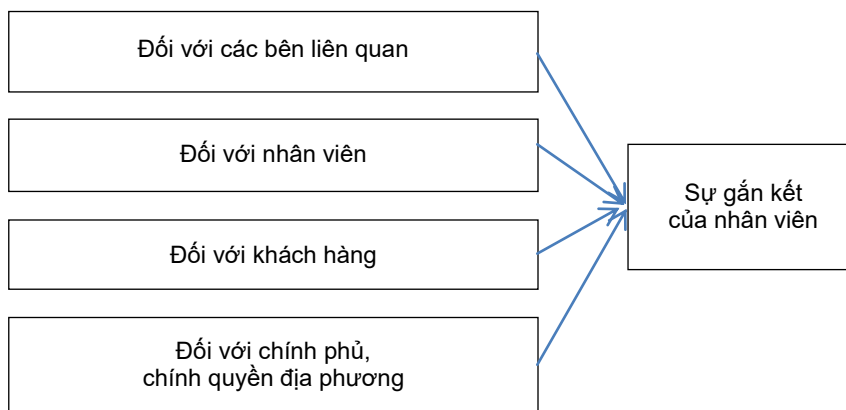 Đối với các bên liên quan
Đối với nhân viên
Sự gắn kết
của nhân viên
Đối với khách hàng
Đối với chính phủ,
chính quyền địa phương